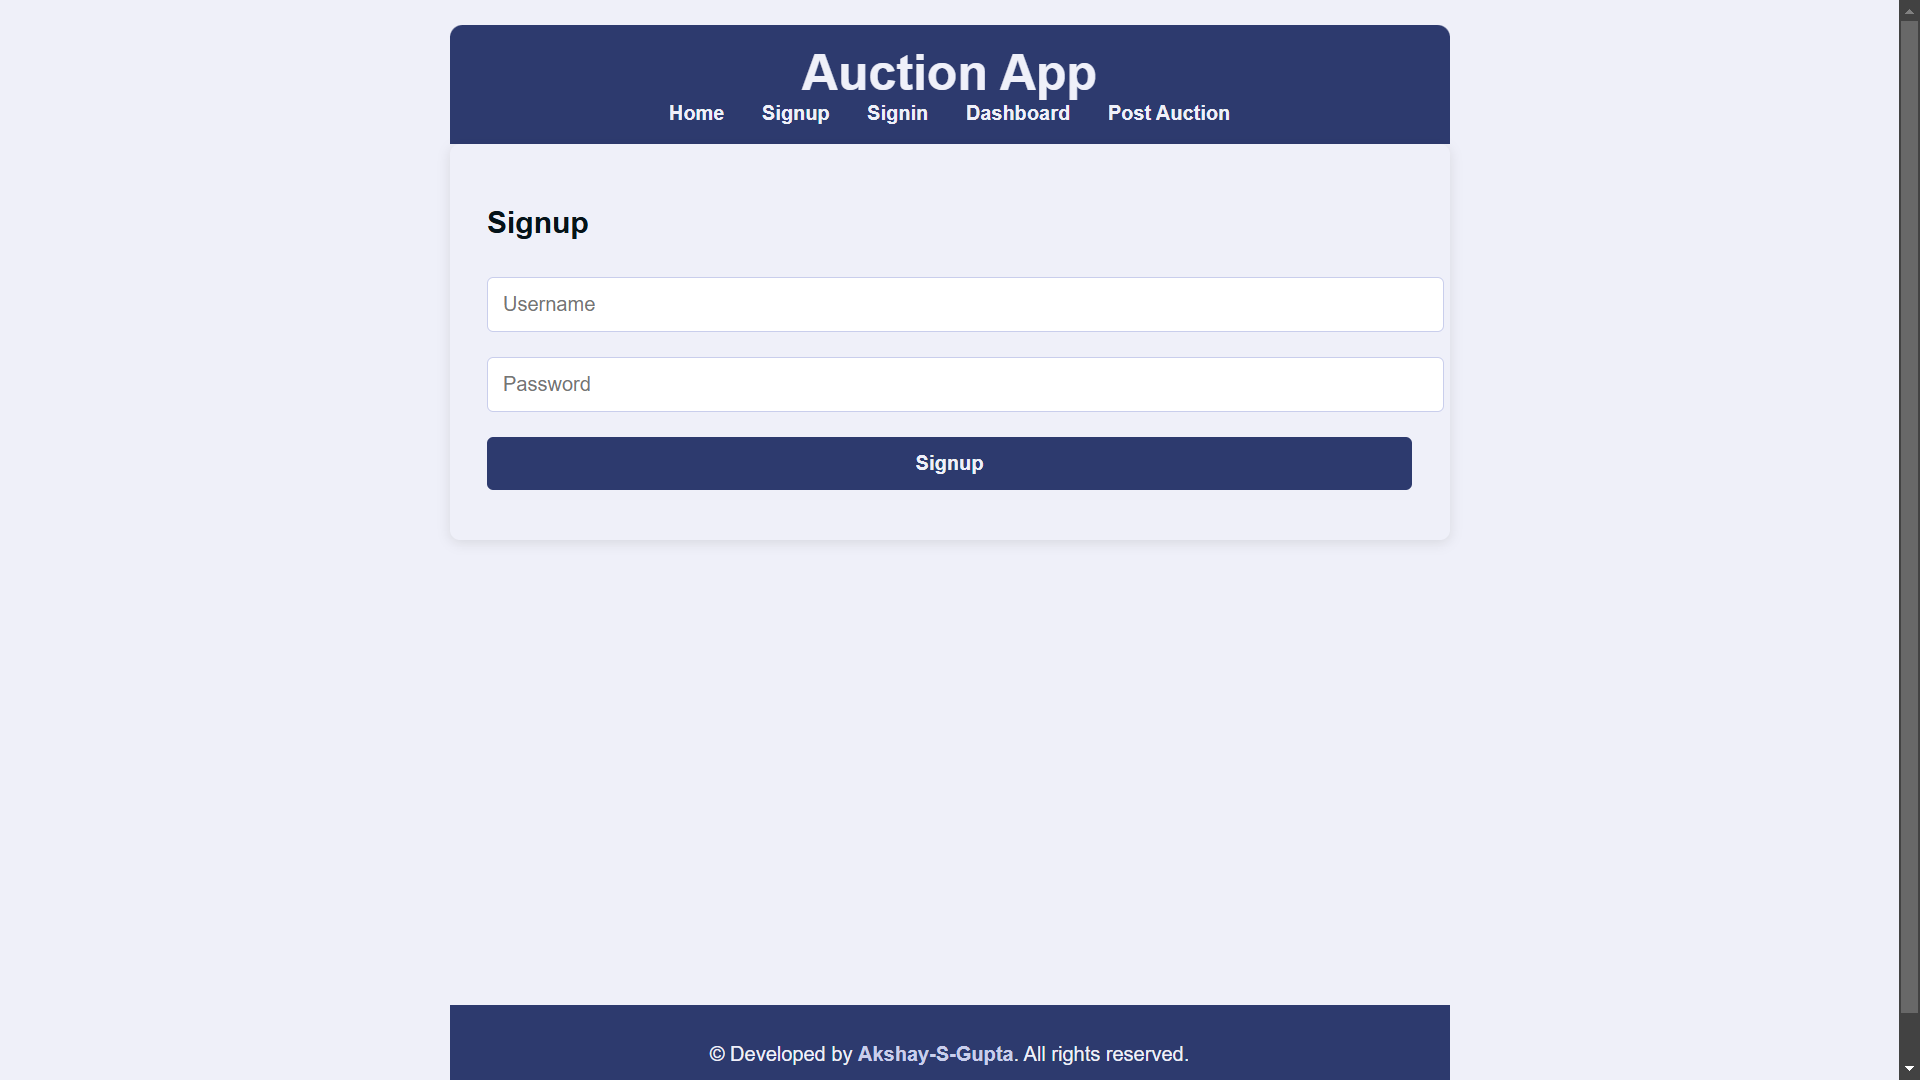 Auction App
Home Signup Signin Dashboard Post Auction
Signup
Username
Password
Signup
© Developed by Akshay-S-Gupta. All rights reserved.